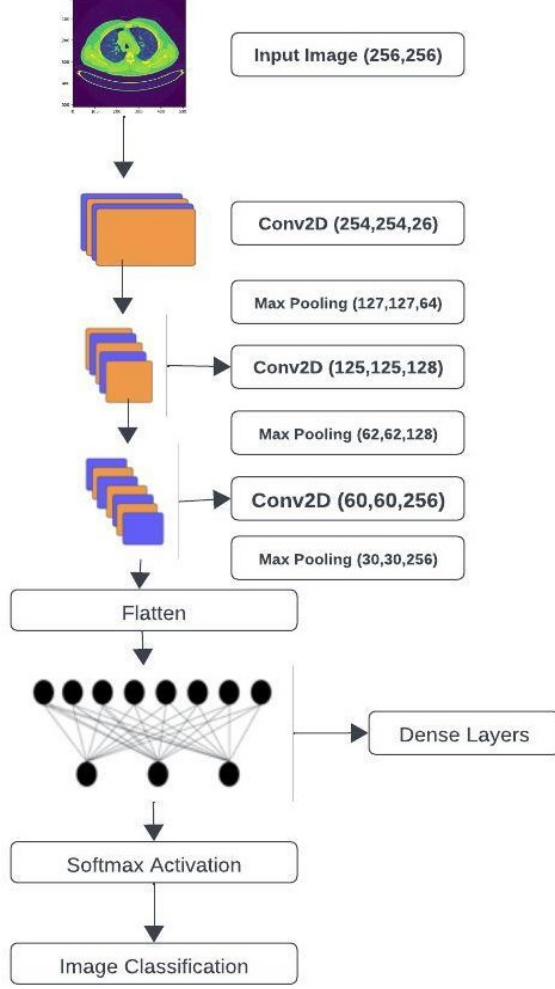 Input Image (256,256)
Conv2D (254,254,26)
Max Pooling (127,127,64)
Conv2D (125,125,128)
Max Pooling (62,62,128)
Conv2D (60,60,256)
Max Pooling (30,30,256)
Flatten
Dense Layers
Softmax Activation
Image Classification